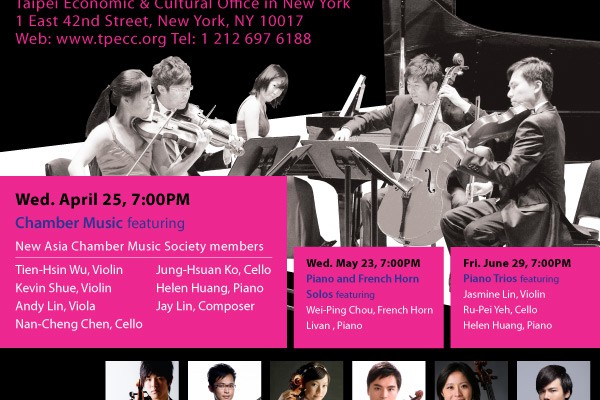 Taipei Economic & Cultural Office in New York
1 East 42nd Street, New York, NY 10017
Web: www.tpecc.org Tel: 1 212 697 6188
Wed. April 25, 7:00PM
Chamber Music featuring
New Asia Chamber Music Society members
Tien-Hsin Wu, Violin
Kevin Shue, Violin
Andy Lin, Viola
Nan-Cheng Chen, Cello
Jung-Hsuan Ko, Cello
Helen Huang, Piano
Jay Lin, Composer
Wed. May 23, 7:00PM
Piano and French Horn
Solos featuring
Wei-Ping Chou, French Horn
Livan , Piano
Fri. June 29, 7:00PM
Piano Trios featuring
Jasmine Lin, Violin
Ru-Pei Yeh, Cello
Helen Huang, Piano